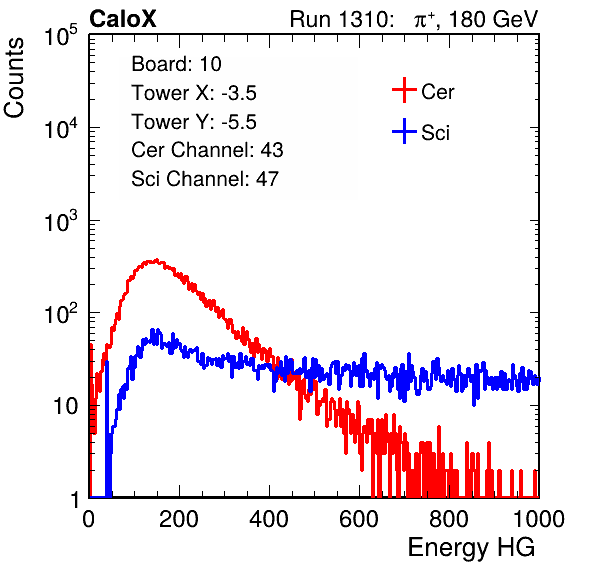 CaloX Run 1310: π⁺, 180 GeV
Counts
10⁵
10⁴
10³
10²
10
1
Board: 10
Tower X: -3.5
Tower Y: -5.5
Cer Channel: 43
Sci Channel: 47
Cer
Sci
0 200 400 600 800 1000
Energy HG